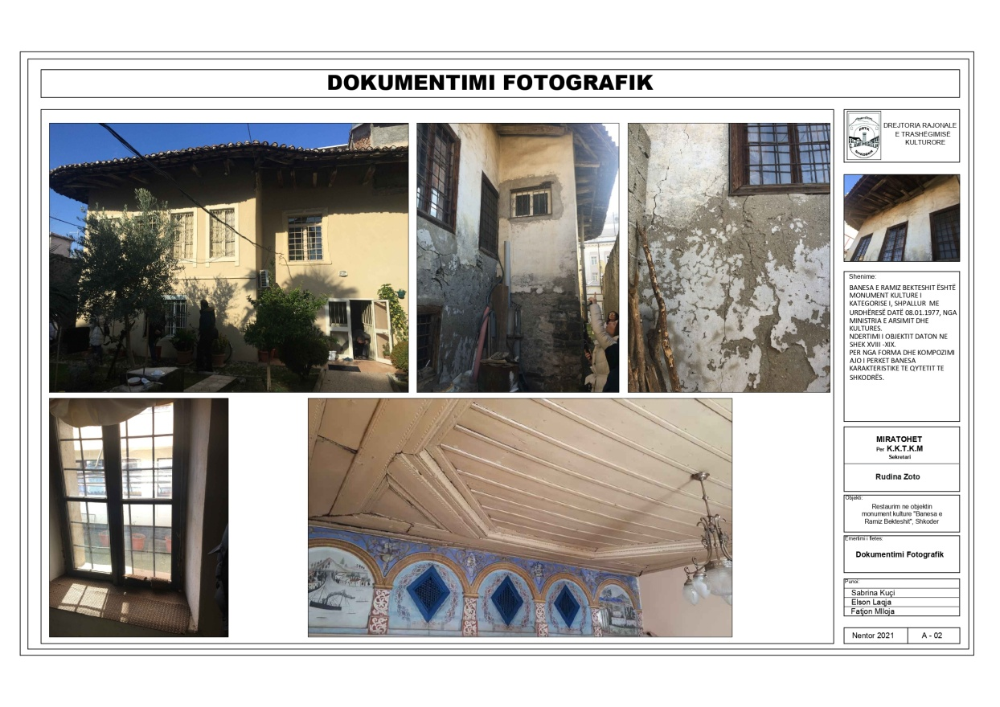 DOKUMENTIMI FOTOGRAFIK
DREJTORIA RAJONALE
E TRASHËGIMISË
KULTURORE
DRTK
SHKODER
Shenime:
BANESA E RAMIZ BEKTESHIT ËSHTË
MONUMENT KULTURE I
KATEGORISE I, SHPALLUR ME
URDHËRESË DATË 08.01.1977, NGA
MINISTRIA E ARSIMIT DHE
KULTURES.
NDERTIMI I OBJEKTIT DATON NE
SHEK XVIII -XIX.
PER NGA FORMA DHE KOMPOZIMI
AJO I PERKET BANESA
KARAKTERISTIKE TE QYTETIT TE
SHKODRËS.
MIRATOHET
Per K.K.T.K.M
Sekretari
Rudina Zoto
Objekti:
Restaurim ne objektin
monument kulture "Banesa e
Ramiz Bekteshit", Shkoder
Emertimi i fletes:
Dokumentimi Fotografik
Punoi:
Sabrina Kuçi
Elson Laqja
Fatjon Mlloja
Nentor 2021
A - 02